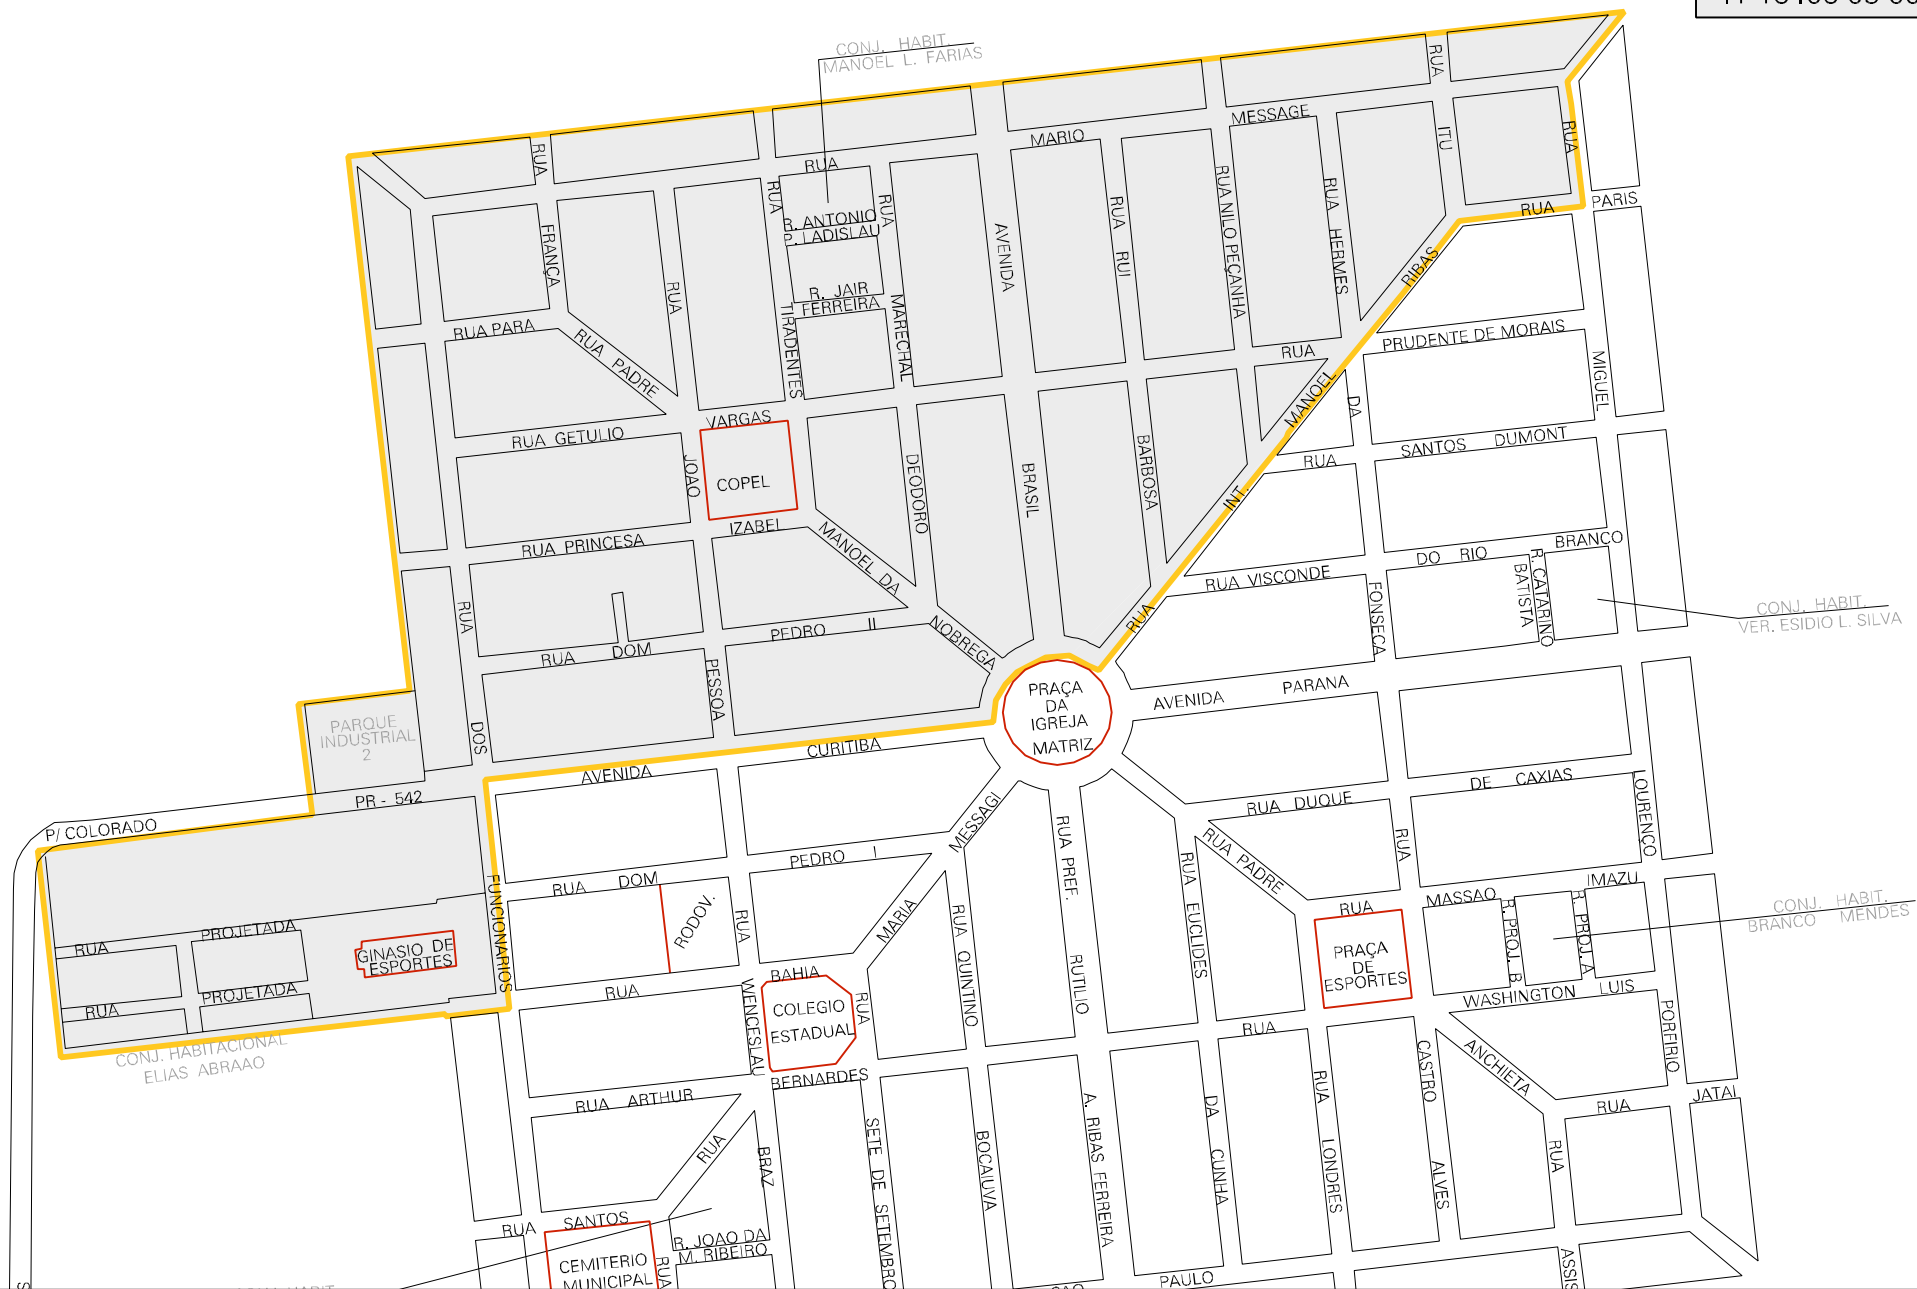 CONJ. HABIT.
MANOEL L. FARIAS
RUA
RUA
MESSAGE
MARIO
RUA
ITU
RUA
RUA
RUA
RUA
R. ANTONIO
P. LADISLAU
RUA
AVENIDA
RUA RUI
RUA NILO PEÇANHA
RUA HERMES
RUA
PARIS
FRANÇA
RUA
R. JAIR
FERREIRA
TIRADENTES
MARECHAL
RIBAS
RUA PARA
RUA PADRE
RUA
PRUDENTE DE MORAIS
MIGUEL
MANOEL
DA
VARGAS
RUA GETULIO
JOAO
COPEL
DEODORO
BRASIL
BARBOSA
INT.
RUA
SANTOS DUMONT
IZABEL
RUA PRINCESA
MANOEL DA
RUA VISCONDE
DO RIO
BRANCO
R. CATARINO
BATISTA
CONJ. HABIT.
VER. ESIDIO L. SILVA
RUA
FONSECA
RUA
PEDRO II
RUA DOM
NOBREGA
PESSOA
PRAÇA
DA
IGREJA
MATRIZ
AVENIDA PARANA
PARQUE
INDUSTRIAL
2
DOS
CURITIBA
AVENIDA
PR - 542
P/ COLORADO
MESSAGI
RUA PREF.
RUA DUQUE
DE CAXIAS
LOURENÇO
RUA PADRE
RUA
PEDRO I
RUA DOM
FUNCIONARIOS
RODOV.
RUA
MARIA
RUA QUINTINO
RUA EUCLIDES
RUA
MASSAO
IMAZU
R. PROJ. B
R. PROJ. A
CONJ. HABIT.
BRANCO MENDES
PRAÇA
DE
ESPORTES
RUA
PROJETADA
GINASIO DE
ESPORTES
RUA
PROJETADA
RUA
BAHIA
WENCESLAU
COLEGIO
ESTADUAL
RUA
RUTILIO
RUA
WASHINGTON LUIS
PORFIRIO
CONJ. HABITACIONAL
ELIAS ABRAAO
BERNARDES
RUA ARTHUR
A. RIBAS FERREIRA
DA CUNHA
RUA LONDRES
CASTRO
ALVES
ANCHIETA
RUA
JATAI
RUA
BRAZ
SETE DE SETEMBRO
BOCAIUVA
RUA
RUA
SANTOS
R. JOAO DA
M. RIBEIRO
CEMITERIO
MUNICIPAL
RUA
PAULO
ASSIS